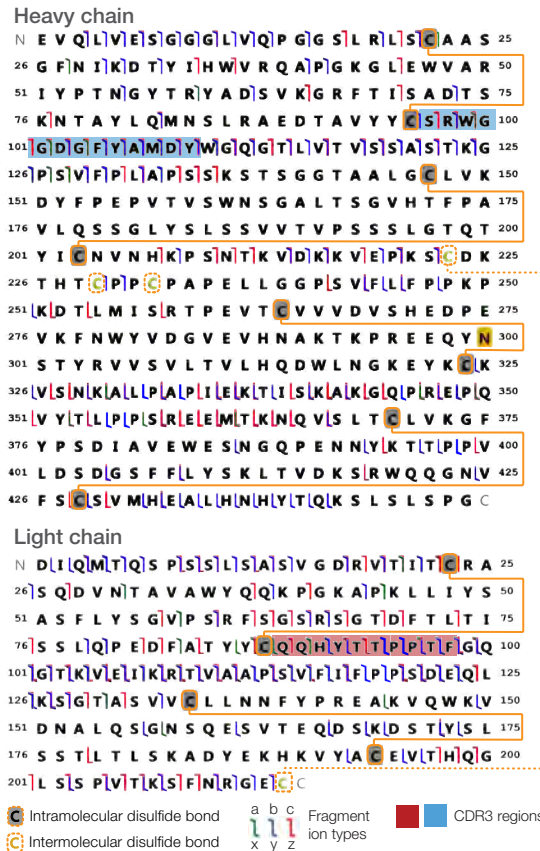 Heavy chain
N E V Q L V E S G G G L V Q P G G S L R L S C A A S 25
26 G F N I K D T Y I H W V R Q A P G K G L E W V A R 50
51 I Y P T N G Y T R Y A D S V K G R F T I S A D T S 75
76 K N T A Y L Q M N S L R A E D T A V Y Y C S R W G 100
101 G D G F Y A M D Y W G Q G T L V T V S S A S T K G 125
126 P S V F P L A P S S K S T S G G T A A L G C L V K 150
151 D Y F P E P V T V S W N S G A L T S G V H T F P A 175
176 V L Q S S G L Y S L S S V V T V P S S S L G T Q T 200
201 Y I C N V N H K P S N T K V D K K V E P K S C D K 225
226 T H T C P P C P A P E L L G G P S V F L F P P K P 250
251 K D T L M I S R T P E V T C V V V D V S H E D P E 275
276 V K F N W Y V D G V E V H N A K T K P R E E Q Y N 300
301 S T Y R V V S V L T V L H Q D W L N G K E Y K C K 325
326 V S N K A L P A P I E K T I S K A K G Q P R E P Q 350
351 V Y T L P P S R E E M T K N Q V S L T C L V K G F 375
376 Y P S D I A V E W E S N G Q P E N N Y K T T P P V 400
401 L D S D G S F F L Y S K L T V D K S R W Q Q G N V 425
426 F S C S V M H E A L H N H Y T Q K S L S L S P G C
Light chain
N D I Q M T Q S P S S L S A S V G D R V T I T C R A 25
26 S Q D V N T A V A W Y Q Q K P G K A P K L L I Y S 50
51 A S F L Y S G V P S R F S G S R S G T D F T L T I 75
76 S S L Q P E D F A T Y Y C Q Q H Y T T P P T F G Q 100
101 G T K V E I K R T V A A P S V F I F P P S D E Q L 125
126 K S G T A S V V C L L N N F Y P R E A K V Q W K V 150
151 D N A L Q S G N S Q E S V T E Q D S K D S T Y S L 175
176 S S T L T L S K A D Y E K H K V Y A C E V T H Q G 200
201 L S S P V T K S F N R G E C C
C Intramolecular disulfide bond
C Intermolecular disulfide bond
a b c
x y z
Fragment
ion types
CDR3 regions